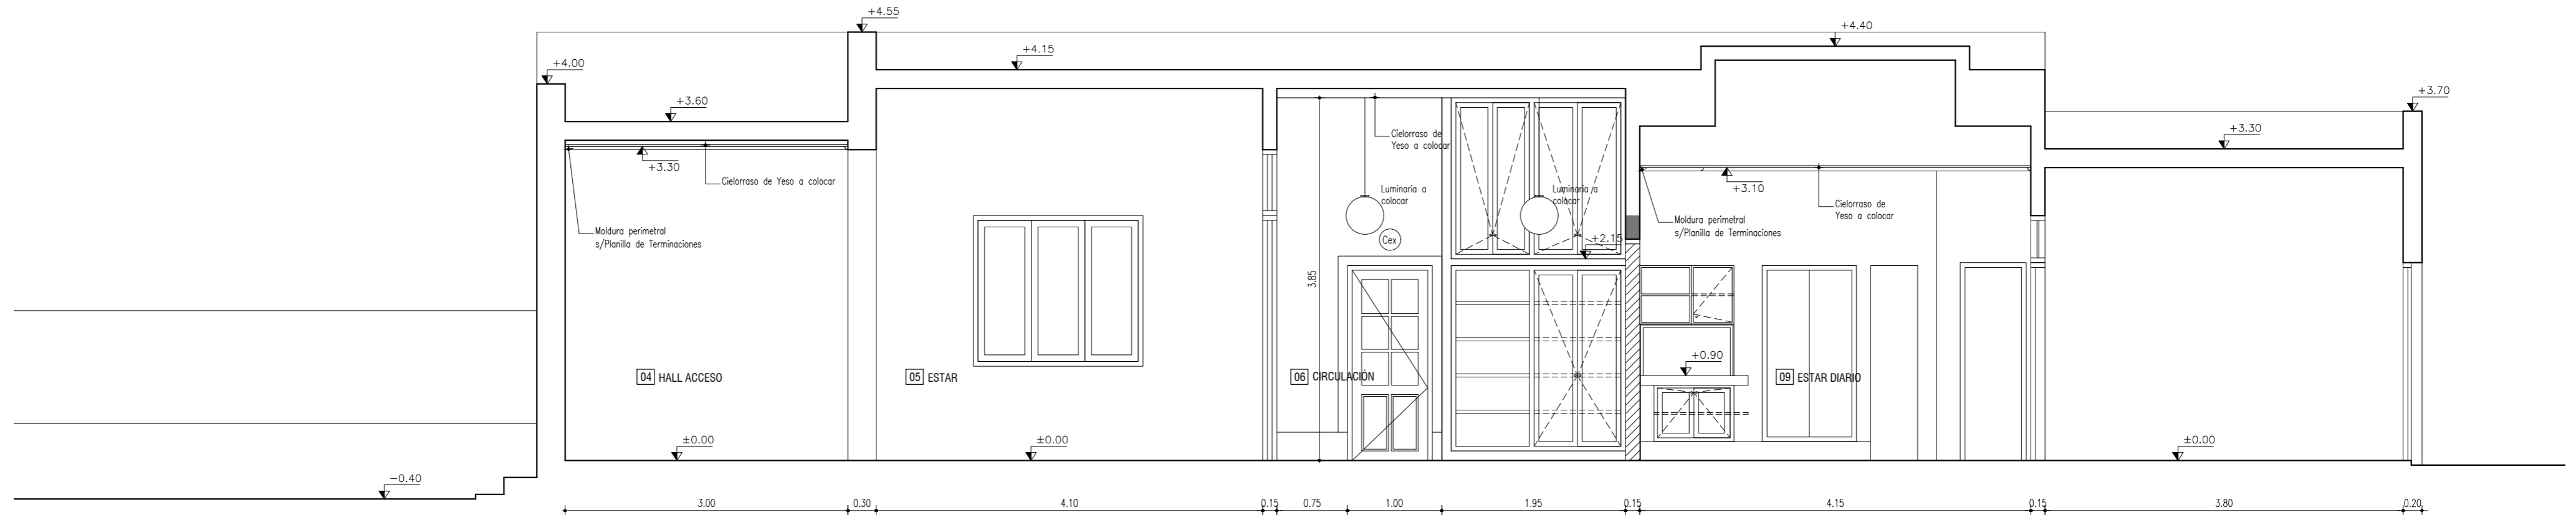 +4.55
+4.40
+4.15
+4.00
+3.70
+3.60
+3.30
Cielorraso de
Yeso a colocar
+3.30
Cielorraso de Yeso a colocar
+3.10
Luminaria a
colocar
Luminaria a
colocar
Cielorraso de
Yeso a colocar
Moldura perimetral
s/Planilla de Terminaciones
Moldura perimetral
s/Planilla de Terminaciones
Cex
+2.15
3.85
+0.90
04 HALL ACCESO
05 ESTAR
06 CIRCULACIÓN
09 ESTAR DIARIO
±0.00
±0.00
±0.00
−0.40
3.00
0.30
4.10
0.15
0.75
1.00
1.95
0.15
4.15
0.15
3.80
0.20